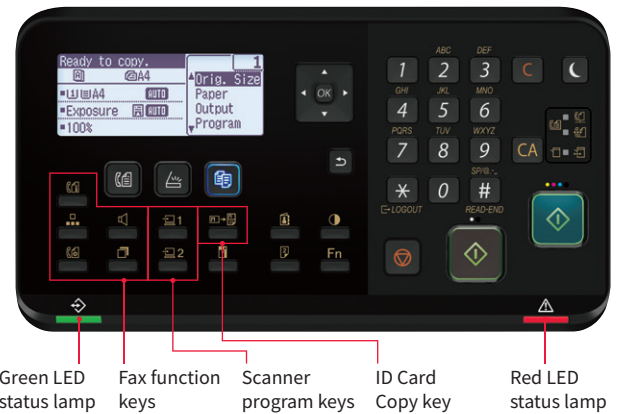 Ready to copy.
1
A4
Orig. Size
A4 AUTO
Paper
Exposure AUTO
Output
100%
Program
OK
ABC DEF
1 2 3 C
GHI JKL MNO
4 5 6
PQRS TUV WXYZ
7 8 9 CA
SP/@.-,
* 0 #
LOGOUT READ-END
1
2
Fn
Green LED
status lamp
Fax function
keys
Scanner
program keys
ID Card
Copy key
Red LED
status lamp